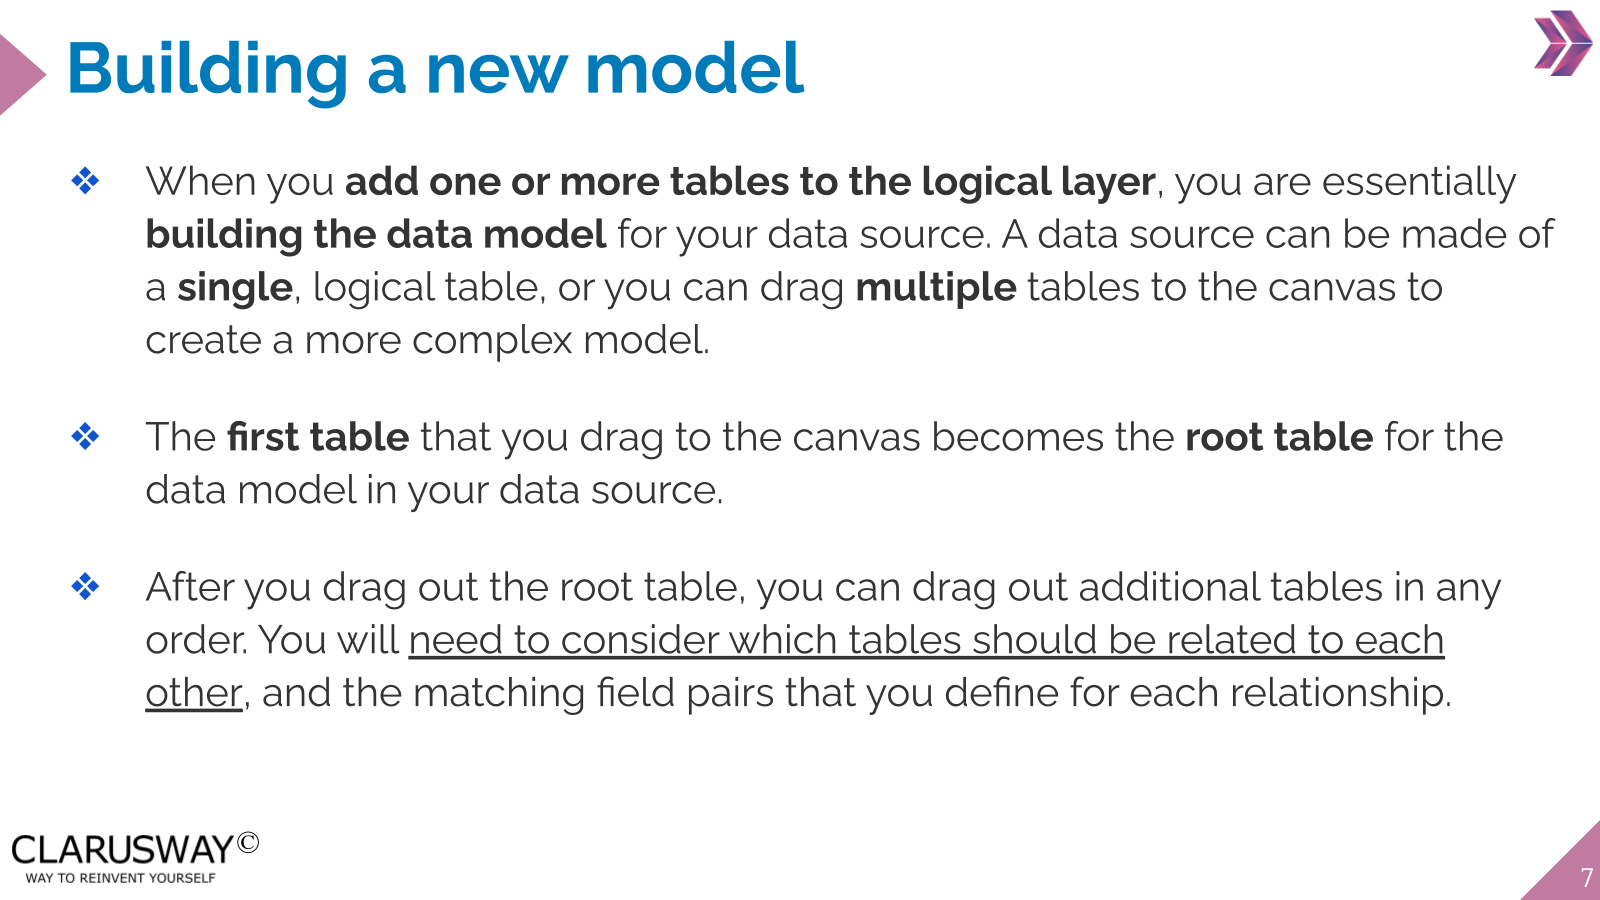 Building a new model
❖ When you add one or more tables to the logical layer, you are essentially
building the data model for your data source. A data source can be made of
a single, logical table, or you can drag multiple tables to the canvas to
create a more complex model.
❖ The first table that you drag to the canvas becomes the root table for the
data model in your data source.
❖ After you drag out the root table, you can drag out additional tables in any
order. You will need to consider which tables should be related to each
other, and the matching field pairs that you define for each relationship.
CLARUSWAY©
WAY TO REINVENT YOURSELF
7